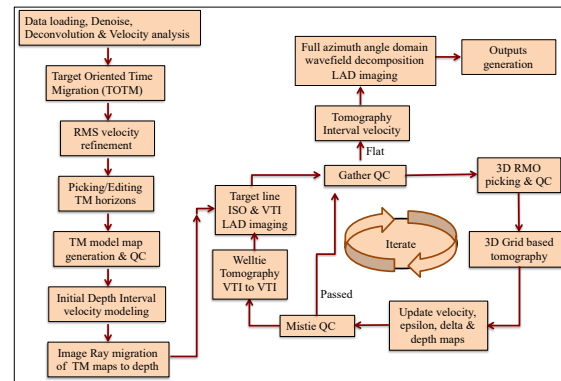 Data loading, Denoise,
Deconvolution & Velocity analysis
Target Oriented Time
Migration (TOTM)
RMS velocity
refinement
Picking/Editing
TM horizons
TM model map
generation & QC
Initial Depth Interval
velocity modeling
Image Ray migration
of TM maps to depth
Target line
ISO & VTI
LAD imaging
Welltie
Tomography
VTI to VTI
Full azimuth angle domain
wavefield decomposition
LAD imaging
Outputs
generation
Tomography
Interval velocity
Flat
Gather QC
3D RMO
picking & QC
Iterate
3D Grid based
tomography
Passed
Mistie QC
Update velocity,
epsilon, delta &
depth maps